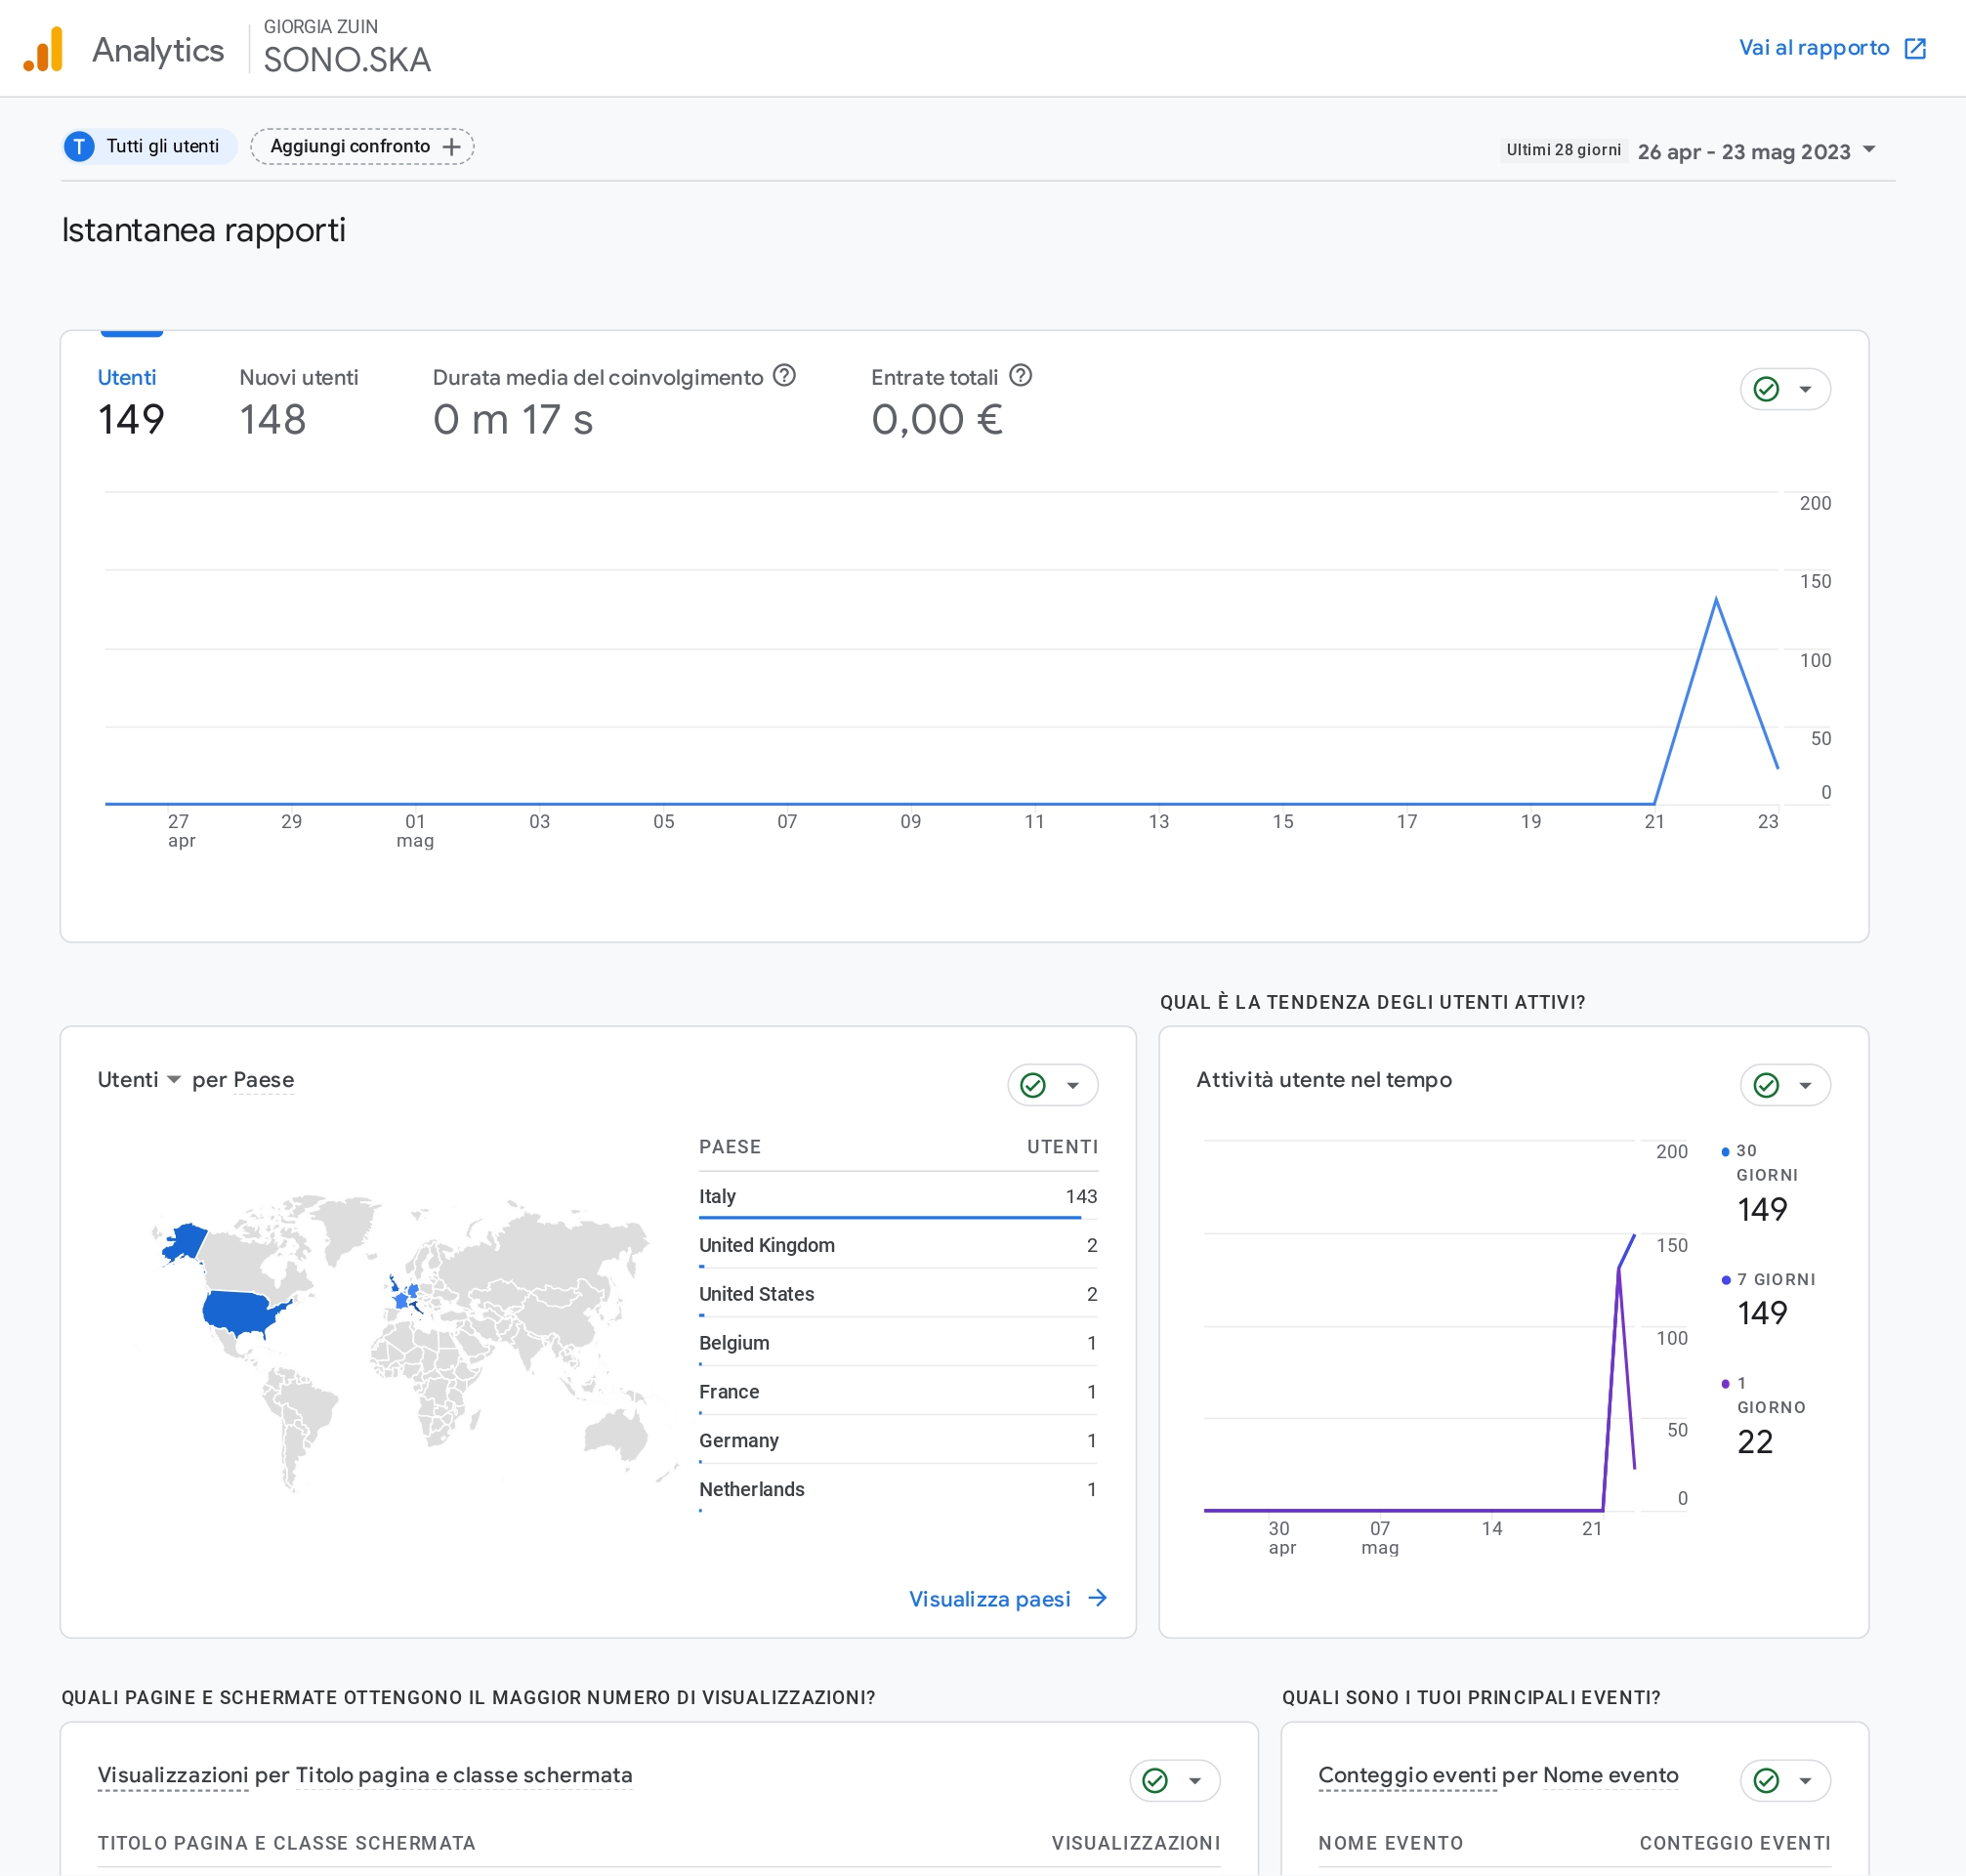 Analytics
GIORGIA ZUIN
SONO.SKA
Vai al rapporto
T Tutti gli utenti
Aggiungi confronto
Ultimi 28 giorni 26 apr - 23 mag 2023
Istantanea rapporti
Utenti Nuovi utenti Durata media del coinvolgimento Entrate totali
149 148 0 m 17 s 0,00 €
200
150
100
50
0
27 29 01 03 05 07 09 11 13 15 17 19 21 23
apr mag
QUAL È LA TENDENZA DEGLI UTENTI ATTIVI?
Utenti per Paese
PAESE UTENTI
Italy 143
United Kingdom 2
United States 2
Belgium 1
France 1
Germany 1
Netherlands 1
Visualizza paesi
Attività utente nel tempo
200
150
100
50
0
30 07 14 21
apr mag
30
GIORNI
149
7 GIORNI
149
1
GIORNO
22
QUALI PAGINE E SCHERMATE OTTENGONO IL MAGGIOR NUMERO DI VISUALIZZAZIONI?
Visualizzazioni per Titolo pagina e classe schermata
TITOLO PAGINA E CLASSE SCHERMATA VISUALIZZAZIONI
QUALI SONO I TUOI PRINCIPALI EVENTI?
Conteggio eventi per Nome evento
NOME EVENTO CONTEGGIO EVENTI